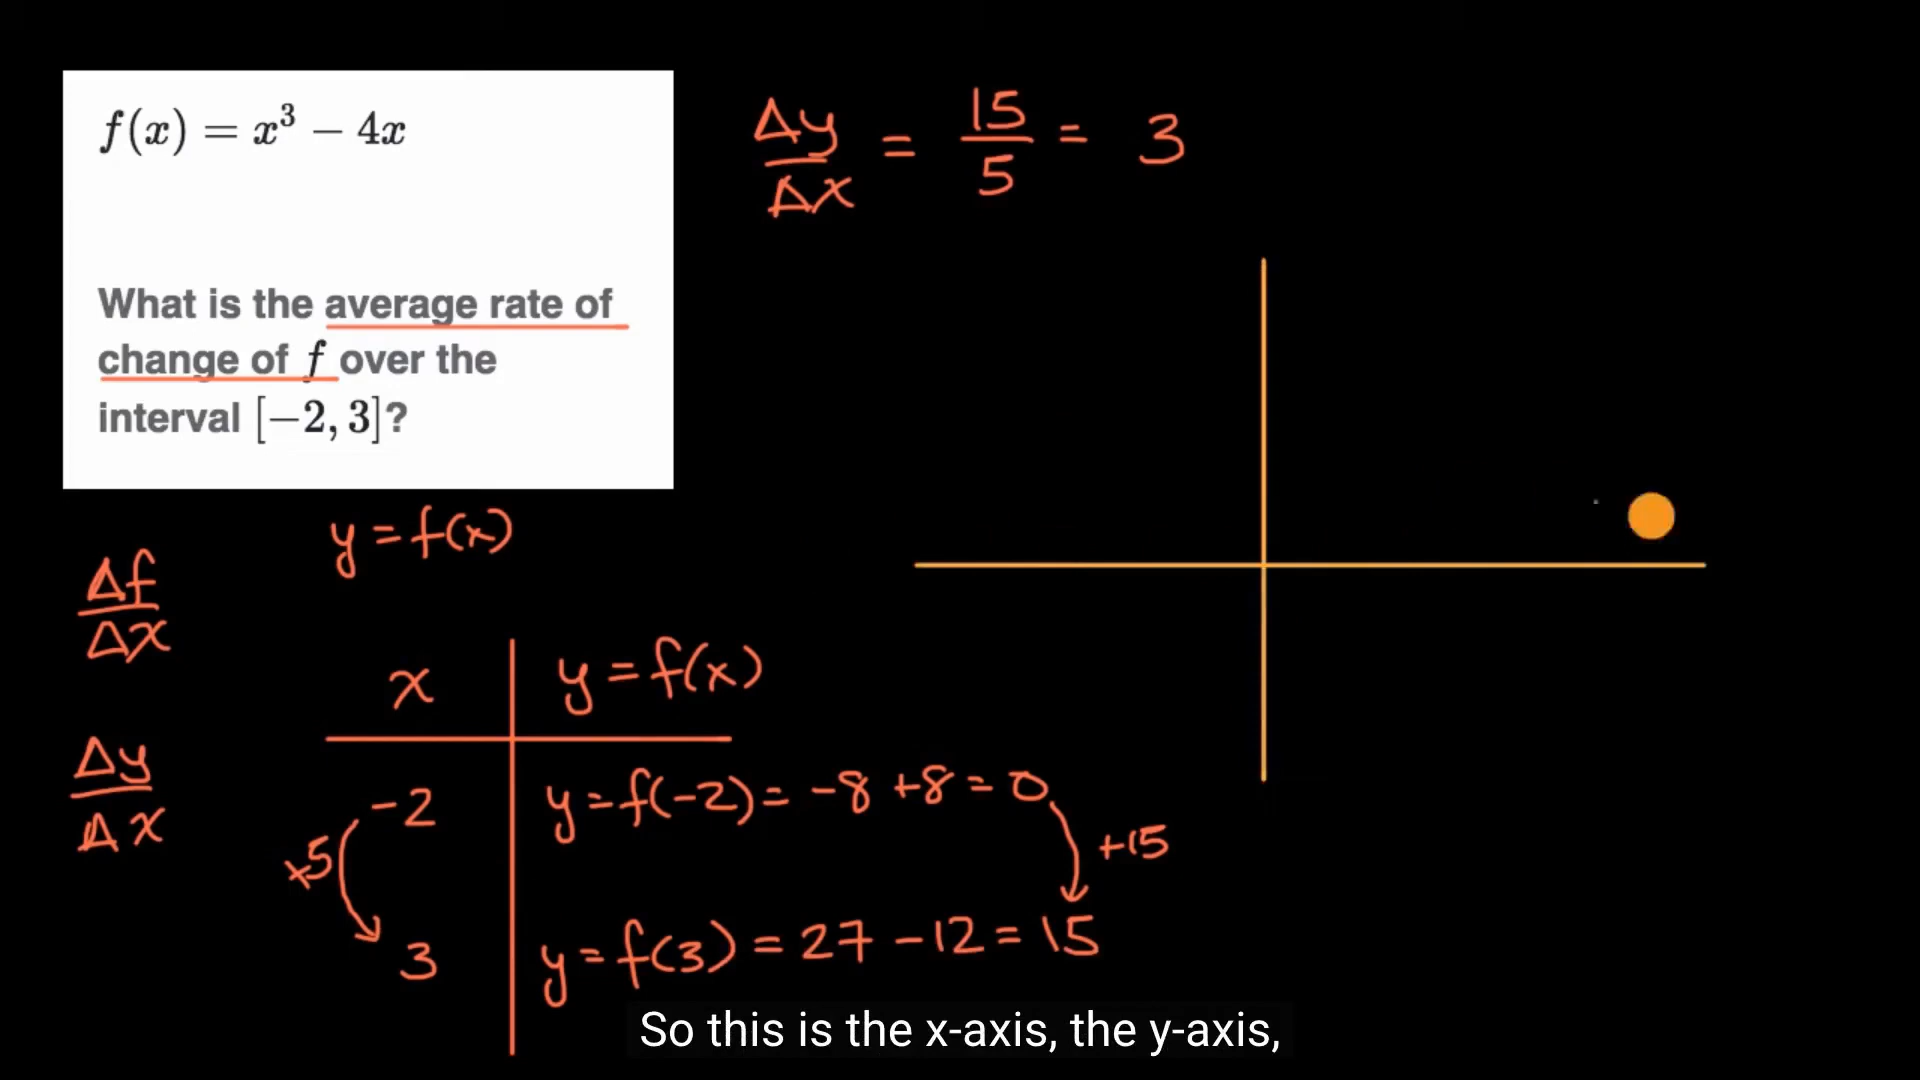 f(x) = x³ − 4x
What is the average rate of
change of f over the
interval [−2, 3]?
Δy/Δx = 15/5 = 3
y = f(x)
Δf/Δx
Δy/Δx
x | y = f(x)
-2 | y = f(-2) = -8 +8 = 0
+5
+15
3 | y = f(3) = 27 - 12 = 15
So this is the x-axis, the y-axis,